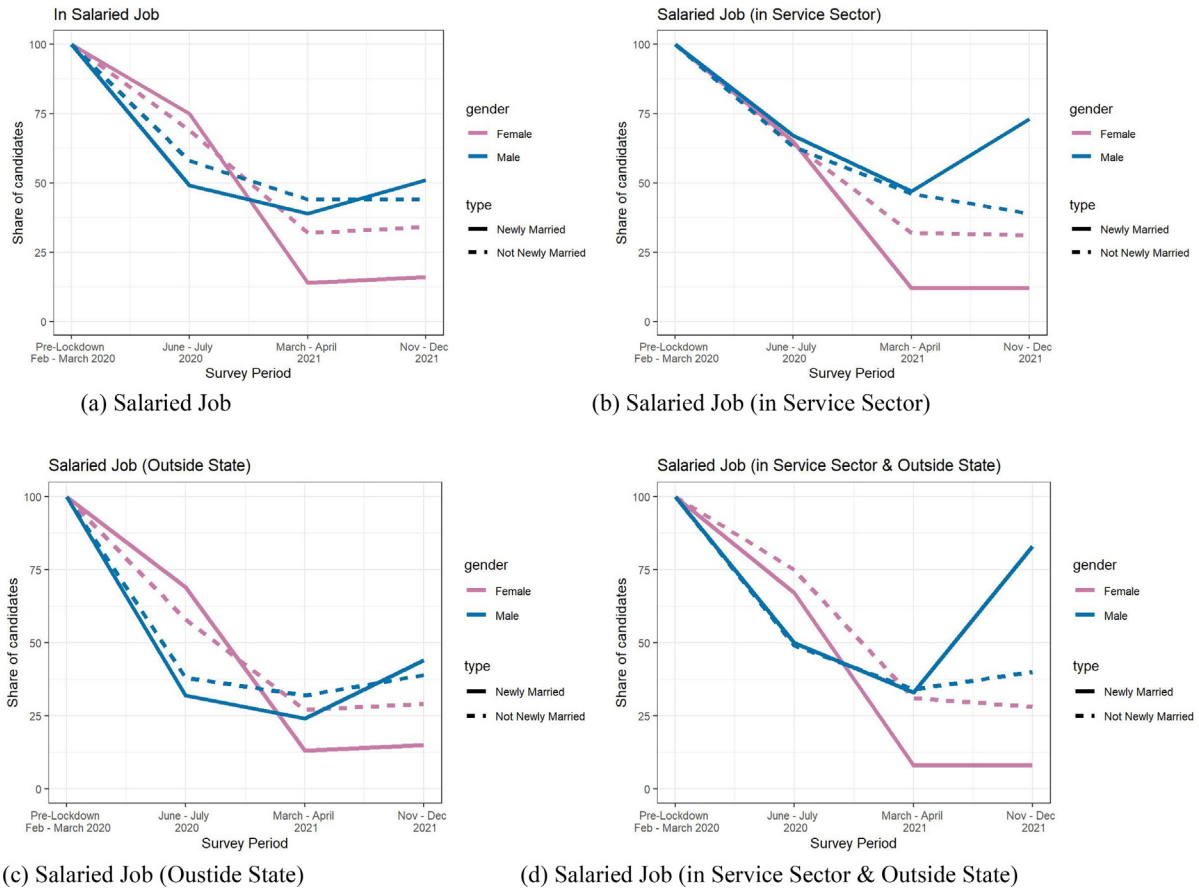 In Salaried Job
100
75
50
25
0
Share of candidates
Pre-Lockdown
Feb - March 2020
June - July
2020
March - April
2021
Nov - Dec
2021
Survey Period
gender
Female
Male
type
Newly Married
Not Newly Married
(a) Salaried Job
Salaried Job (in Service Sector)
100
75
50
25
0
Share of candidates
Pre-Lockdown
Feb - March 2020
June - July
2020
March - April
2021
Nov - Dec
2021
Survey Period
gender
Female
Male
type
Newly Married
Not Newly Married
(b) Salaried Job (in Service Sector)
Salaried Job (Outside State)
100
75
50
25
0
Share of candidates
Pre-Lockdown
Feb - March 2020
June - July
2020
March - April
2021
Nov - Dec
2021
Survey Period
gender
Female
Male
type
Newly Married
Not Newly Married
(c) Salaried Job (Oustide State)
Salaried Job (in Service Sector & Outside State)
100
75
50
25
0
Share of candidates
Pre-Lockdown
Feb - March 2020
June - July
2020
March - April
2021
Nov - Dec
2021
Survey Period
gender
Female
Male
type
Newly Married
Not Newly Married
(d) Salaried Job (in Service Sector & Outside State)